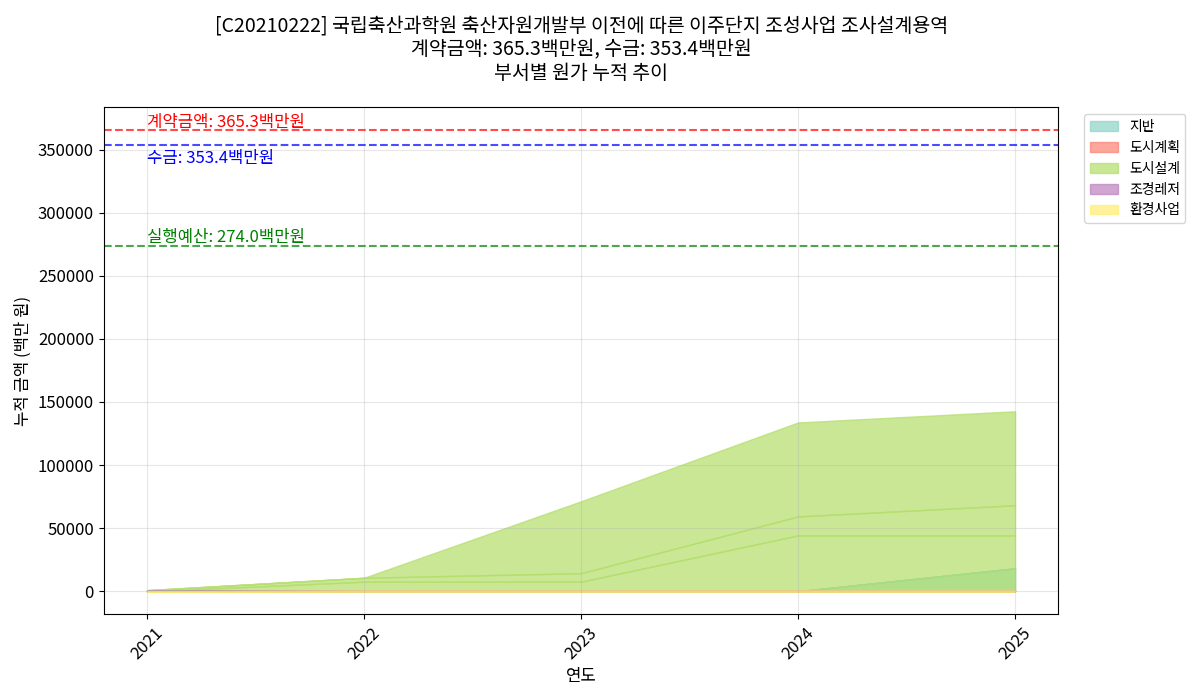 [C20210222] 국립축산과학원 축산자원개발부 이전에 따른 이주단지 조성사업 조사설계용역
계약금액: 365.3백만원, 수금: 353.4백만원
부서별 원가 누적 추이
계약금액: 365.3백만원
수금: 353.4백만원
실행예산: 274.0백만원
지반
도시계획
도시설계
조경레저
환경사업
누적 금액 (백만 원)
350000
300000
250000
200000
150000
100000
50000
0
2021
2022
2023
2024
2025
연도